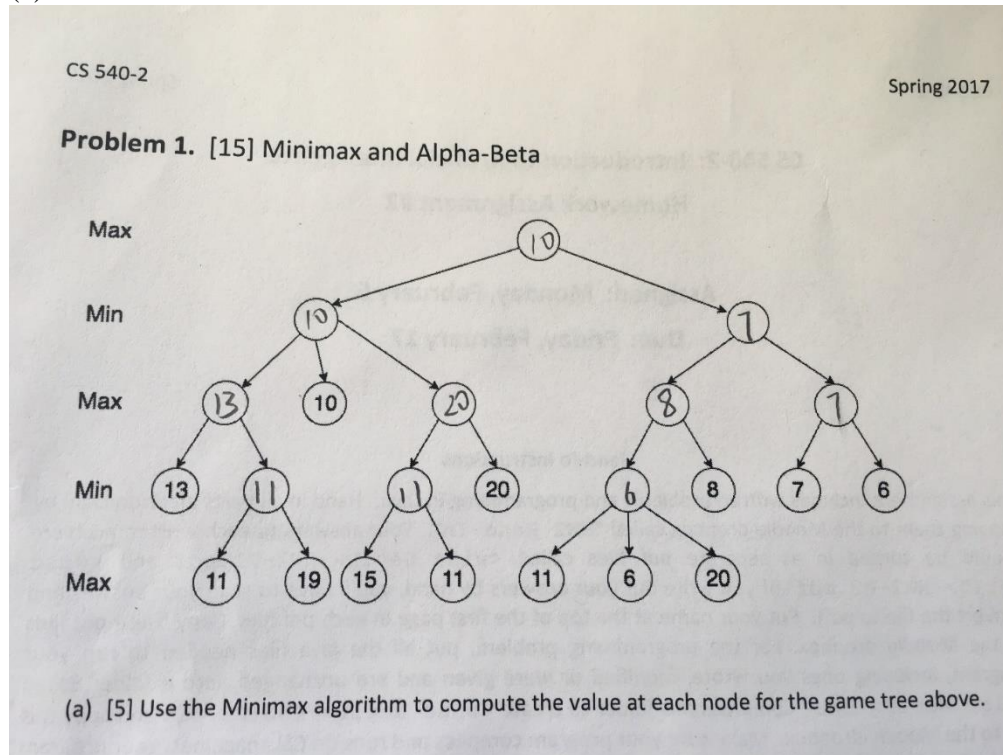 CS 540-2
Spring 2017
Problem 1. [15] Minimax and Alpha-Beta
Max
10
Min
10 7
Max
13 10 20 8 7
Min
13 11 11 20 6 8 7 6
Max
11 19 15 11 11 6 20
(a) [5] Use the Minimax algorithm to compute the value at each node for the game tree above.